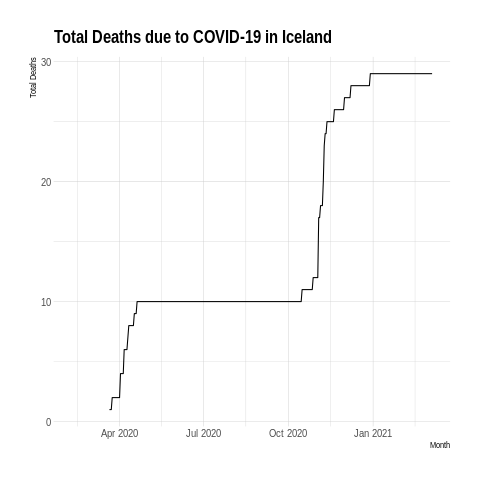 Total Deaths due to COVID-19 in Iceland
Total Deaths
30
20
10
0
Apr 2020 Jul 2020 Oct 2020 Jan 2021
Month